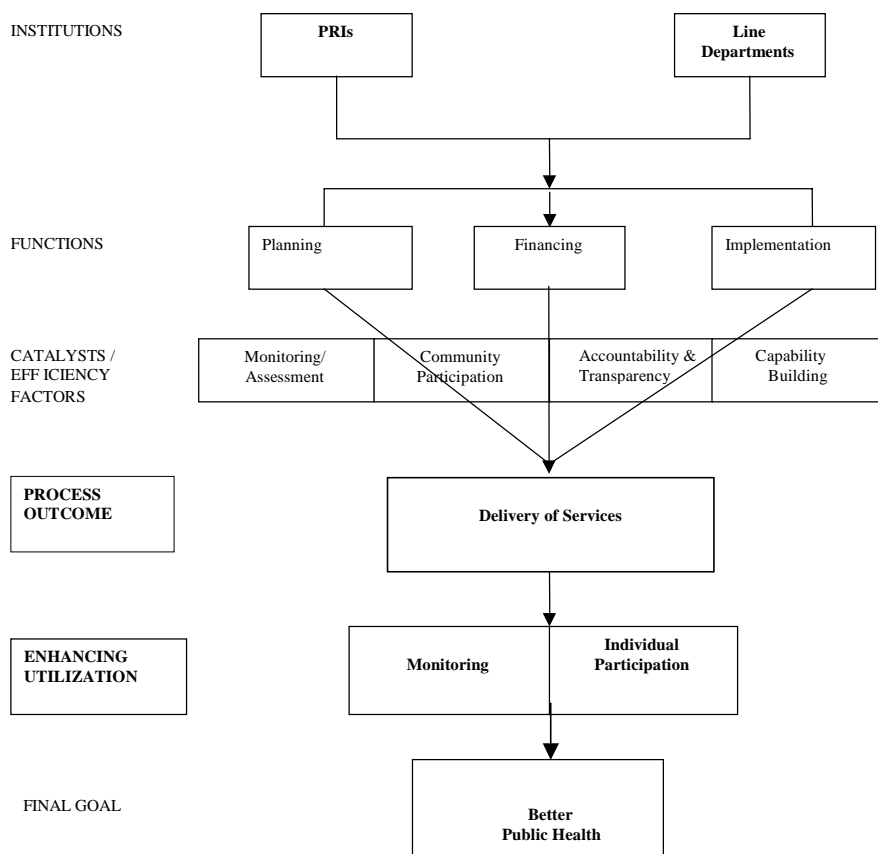 INSTITUTIONS
PRIs
Line
Departments
FUNCTIONS
Planning
Financing
Implementation
CATALYSTS /
EFF ICIENCY
FACTORS
Monitoring/
Assessment
Community
Participation
Accountability &
Transparency
Capability
Building
PROCESS
OUTCOME
Delivery of Services
ENHANCING
UTILIZATION
Monitoring
Individual
Participation
FINAL GOAL
Better
Public Health